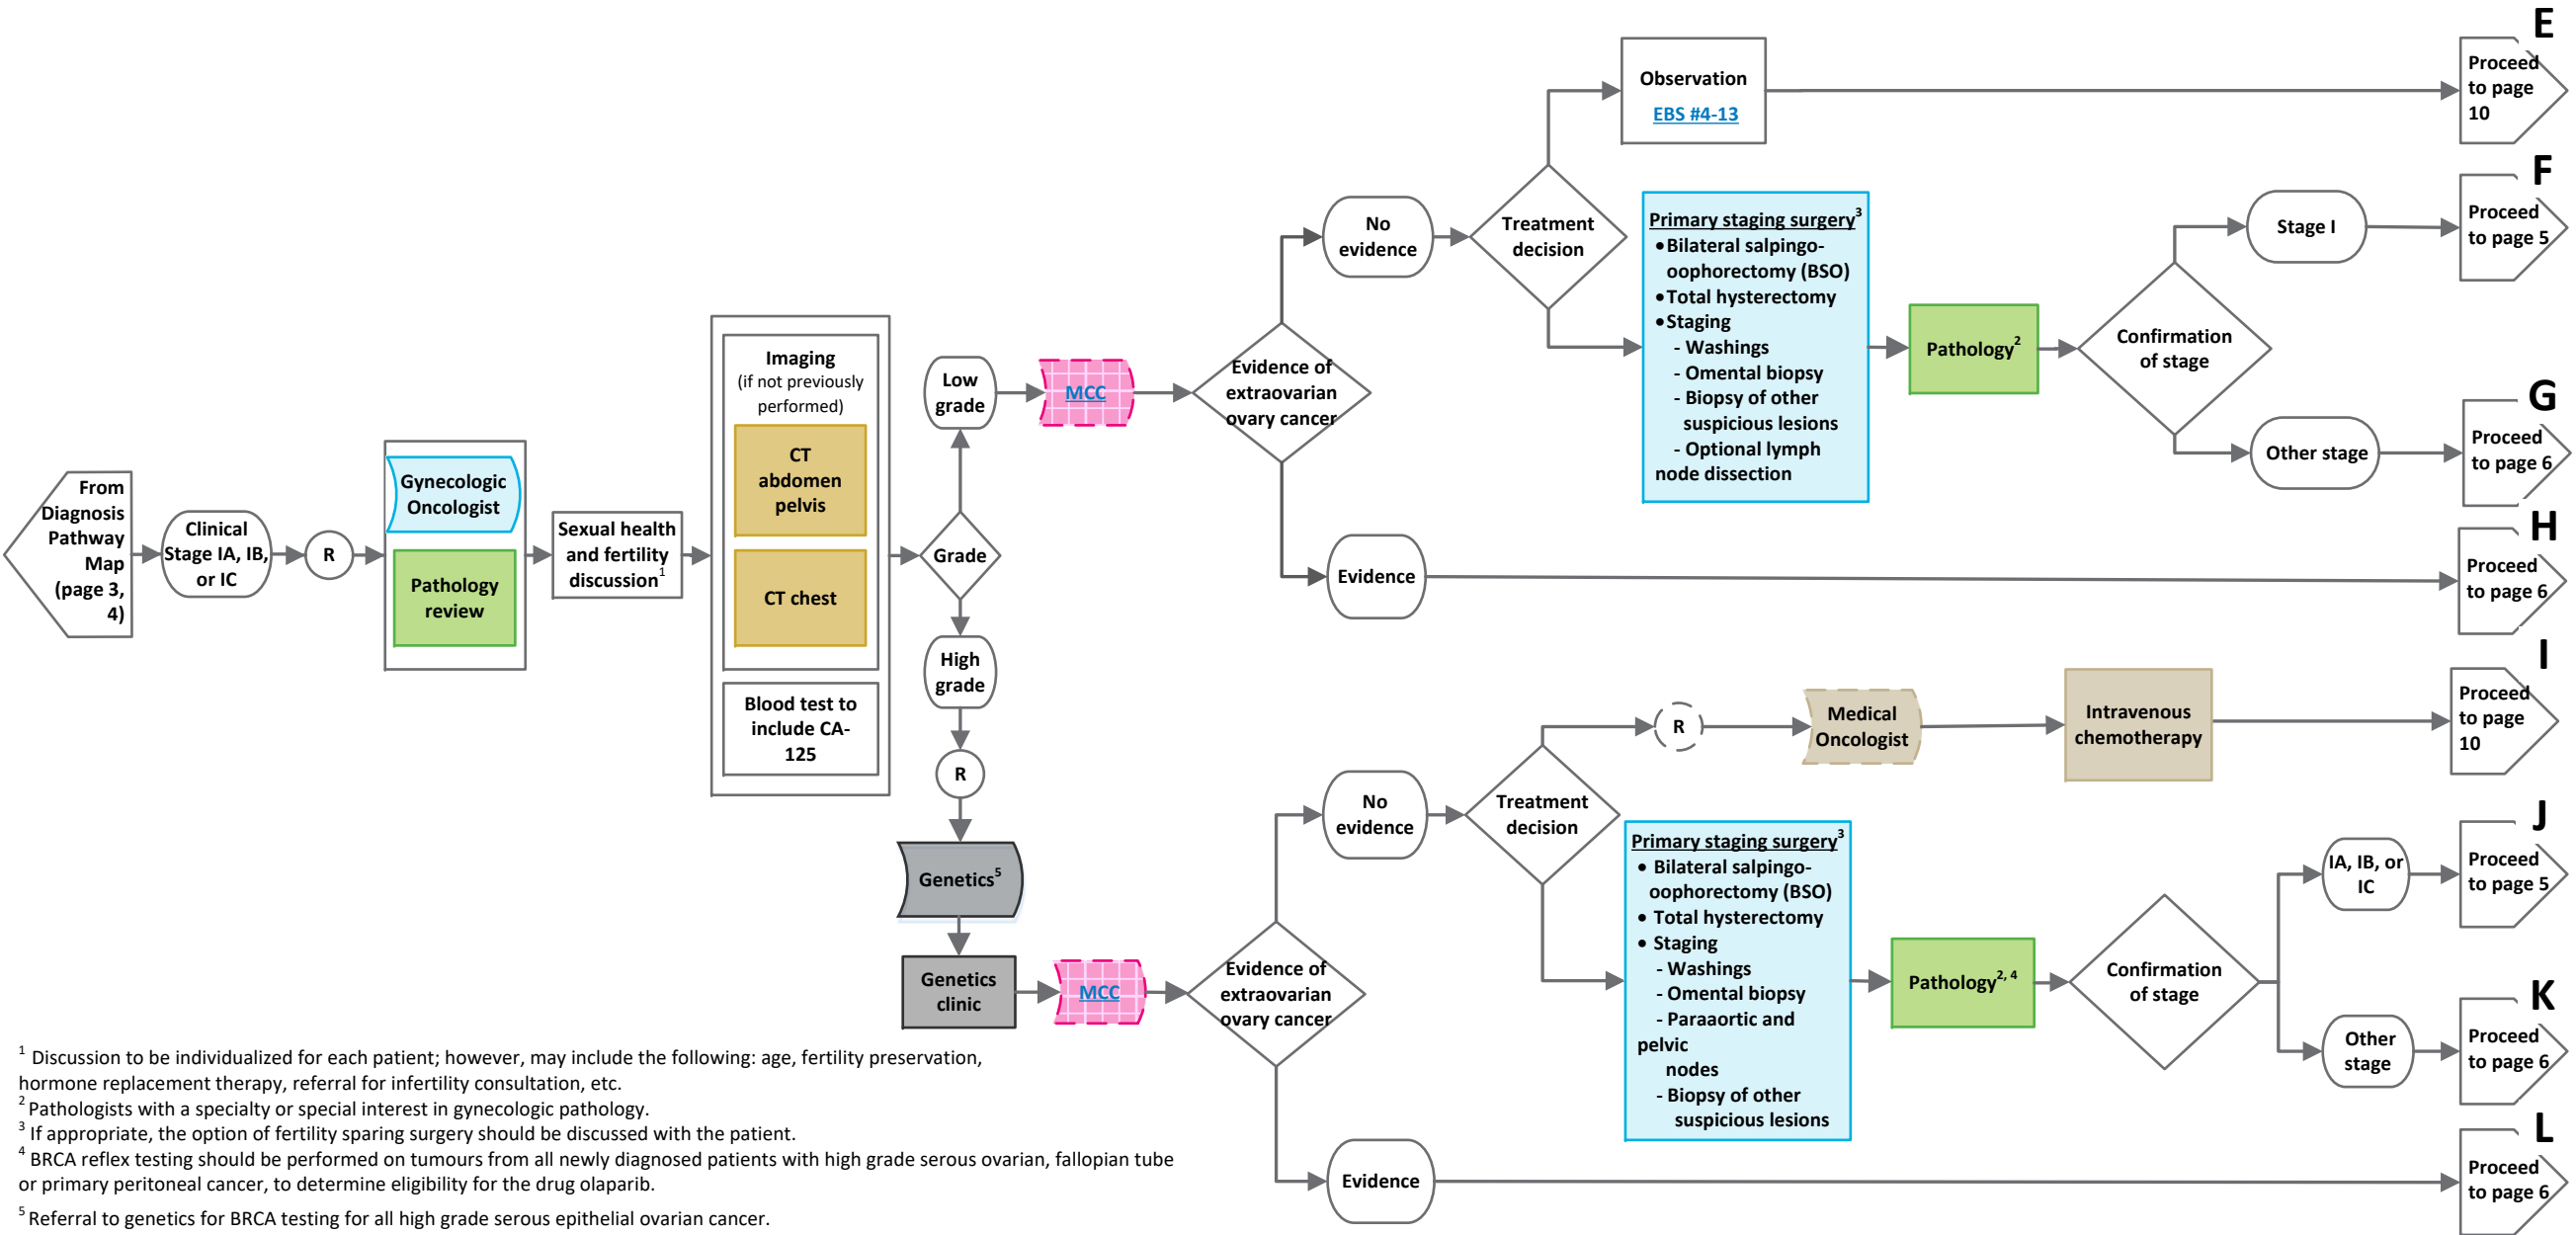 From
Diagnosis
Pathway
Map
(page 3,
4)
Clinical
Stage IA, IB,
or IC
R
Gynecologic
Oncologist
Pathology
review
Sexual health
and fertility
discussion1
Imaging
(if not previously
performed)
CT
abdomen
pelvis
CT chest
Blood test to
include CA-
125
Grade
Low
grade
MCC
Evidence of
extraovarian
ovary cancer
No
evidence
Treatment
decision
Observation
EBS #4-13
E
Proceed
to page
10
Primary staging surgery3
•Bilateral salpingo-
oophorectomy (BSO)
•Total hysterectomy
•Staging
- Washings
- Omental biopsy
- Biopsy of other
suspicious lesions
- Optional lymph
node dissection
Pathology2
Confirmation
of stage
Stage I
F
Proceed
to page 5
Other stage
G
Proceed
to page 6
Evidence
H
Proceed
to page 6
High
grade
R
Genetics5
Genetics
clinic
MCC
Evidence of
extraovarian
ovary cancer
No
evidence
Treatment
decision
R
Medical
Oncologist
Intravenous
chemotherapy
I
Proceed
to page
10
Primary staging surgery3
• Bilateral salpingo-
oophorectomy (BSO)
• Total hysterectomy
• Staging
- Washings
- Omental biopsy
- Paraaortic and
pelvic
nodes
- Biopsy of other
suspicious lesions
Pathology2, 4
Confirmation
of stage
IA, IB, or
IC
J
Proceed
to page 5
Other
stage
K
Proceed
to page 6
Evidence
L
Proceed
to page 6
1 Discussion to be individualized for each patient; however, may include the following: age, fertility preservation,
hormone replacement therapy, referral for infertility consultation, etc.
2 Pathologists with a specialty or special interest in gynecologic pathology.
3 If appropriate, the option of fertility sparing surgery should be discussed with the patient.
4 BRCA reflex testing should be performed on tumours from all newly diagnosed patients with high grade serous ovarian, fallopian tube
or primary peritoneal cancer, to determine eligibility for the drug olaparib.
5 Referral to genetics for BRCA testing for all high grade serous epithelial ovarian cancer.